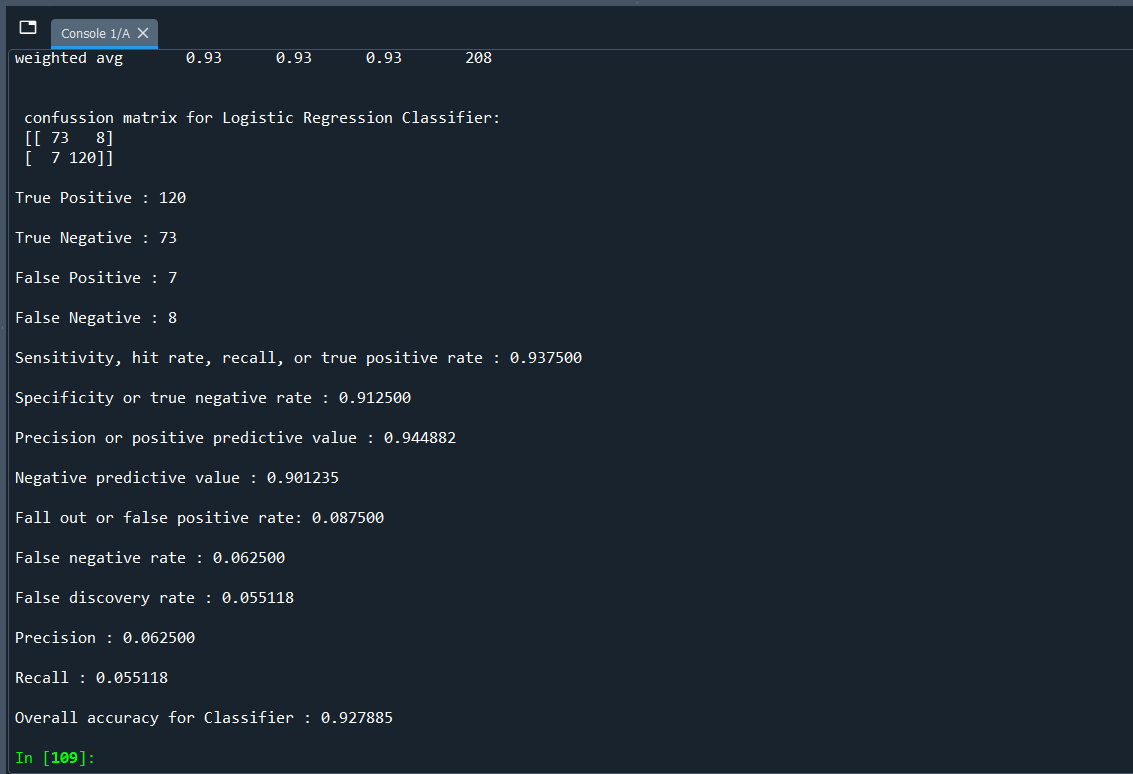 Console 1/A
weighted avg 0.93 0.93 0.93 208
confussion matrix for Logistic Regression Classifier:
[[ 73 8]
[ 7 120]]
True Positive : 120
True Negative : 73
False Positive : 7
False Negative : 8
Sensitivity, hit rate, recall, or true positive rate : 0.937500
Specificity or true negative rate : 0.912500
Precision or positive predictive value : 0.944882
Negative predictive value : 0.901235
Fall out or false positive rate: 0.087500
False negative rate : 0.062500
False discovery rate : 0.055118
Precision : 0.062500
Recall : 0.055118
Overall accuracy for Classifier : 0.927885
In [109]: